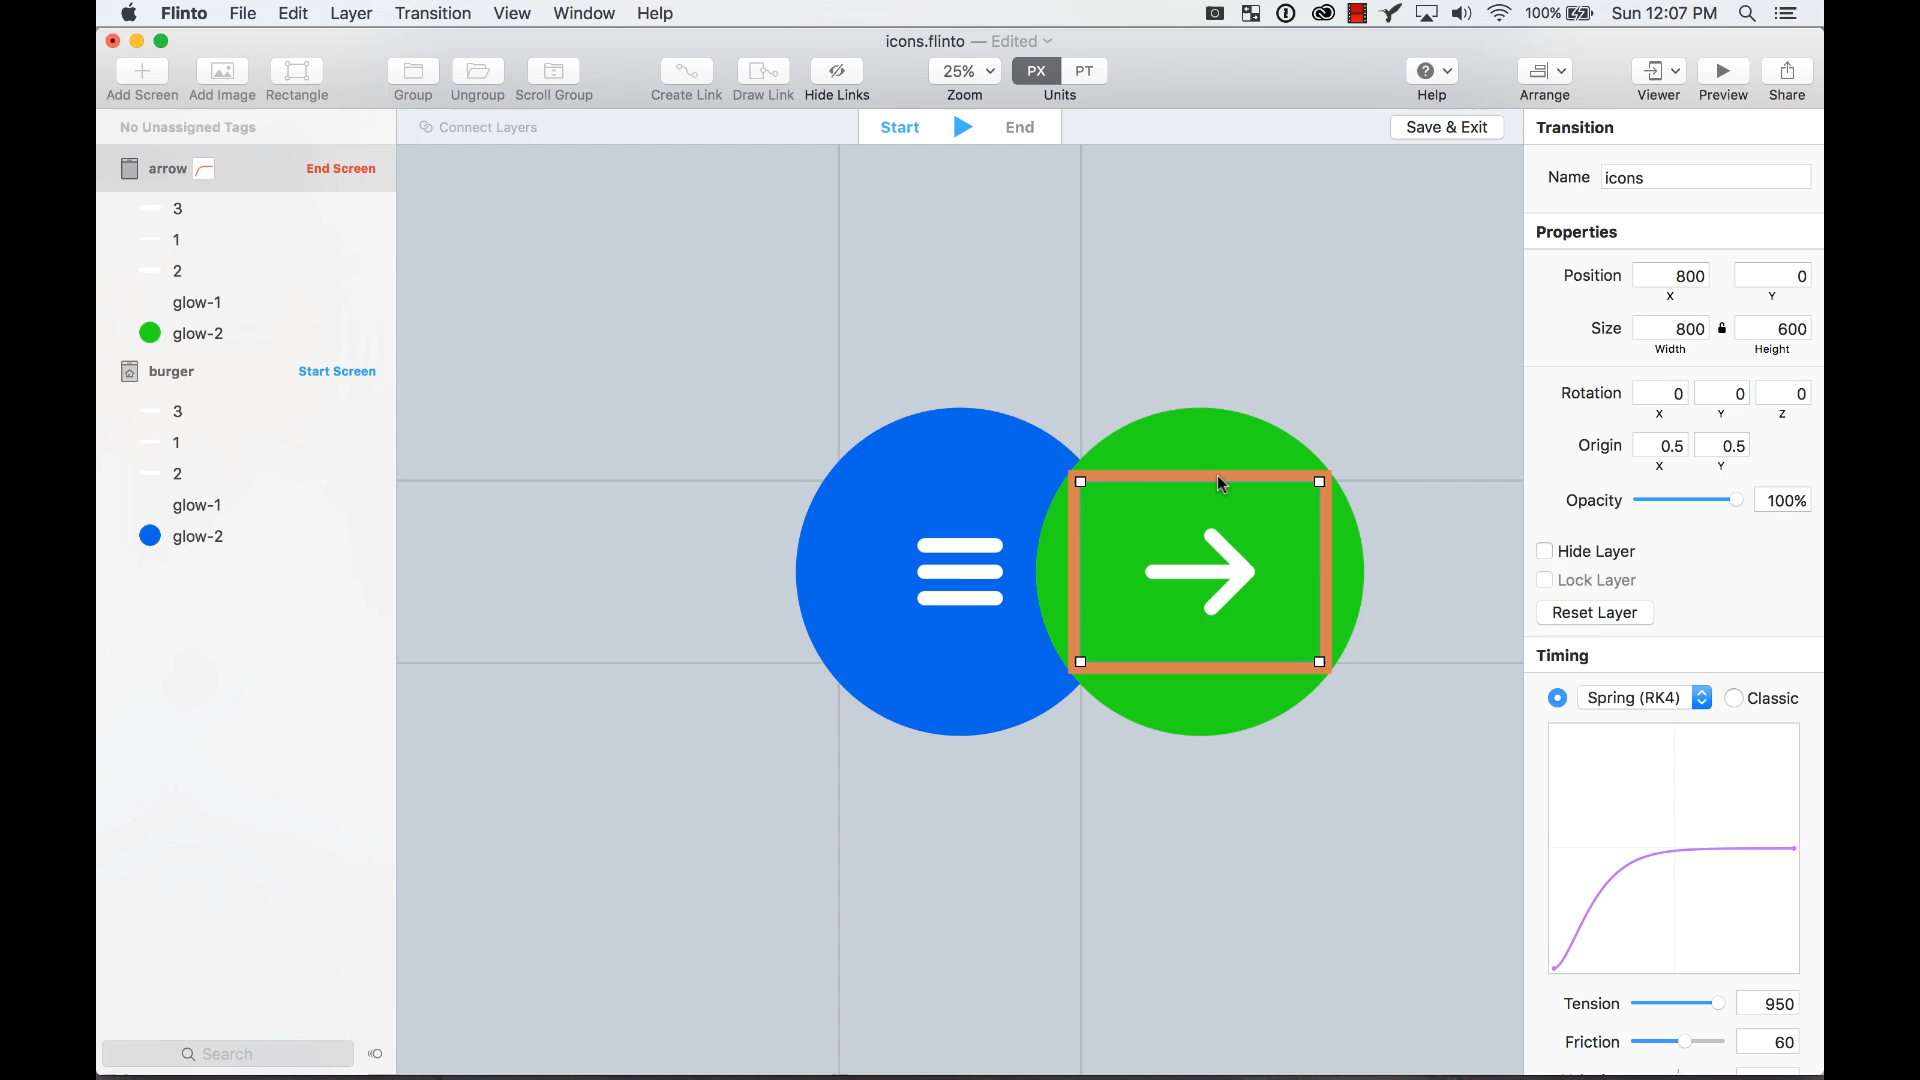 Flinto File Edit Layer Transition View Window Help
100% Sun 12:07 PM
icons.flinto — Edited
Add Screen Add Image Rectangle Group Ungroup Scroll Group Create Link Draw Link Hide Links
25% PX PT
Zoom Units Help Arrange Viewer Preview Share
No Unassigned Tags
Connect Layers
Start End
Save & Exit
arrow End Screen
3
1
2
glow-1
glow-2
burger Start Screen
3
1
2
glow-1
glow-2
Search
Transition
Name icons
Properties
Position 800 0
X Y
Size 800 600
Width Height
Rotation 0 0 0
X Y Z
Origin 0.5 0.5
X Y
Opacity 100%
Hide Layer
Lock Layer
Reset Layer
Timing
Spring (RK4) Classic
Tension 950
Friction 60